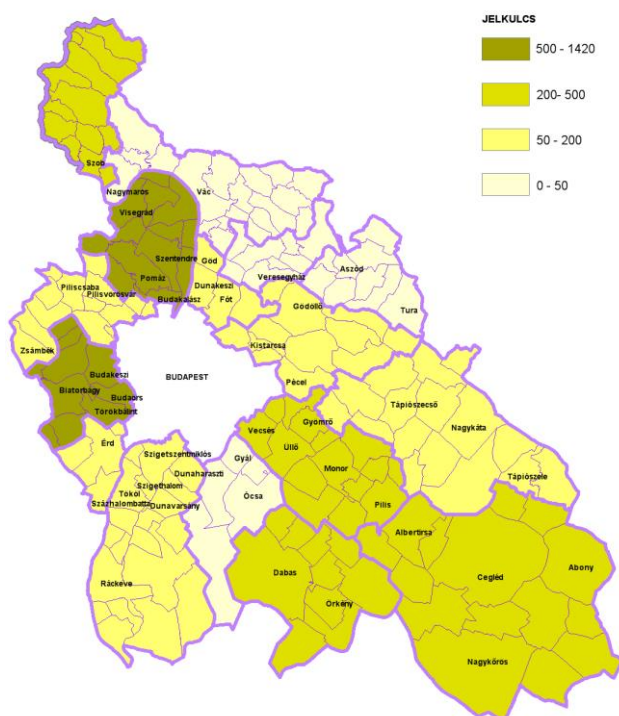 JELKULCS
500 - 1420
200- 500
50 - 200
0 - 50
Szob
Nagymaros
Vác
Visegrád
Szentendre
Göd
Pomáz
Dunakeszi
Veresegyház
Aszód
Piliscsaba
Pilisvörösvár
Budakalász
Fót
Gödöllő
Tura
Zsámbék
Kistarcsa
Budakeszi
BUDAPEST
Pécel
Biatorbágy
Budaörs
Törökbálint
Vecsés
Gyömrő
Tápiószecső
Nagykáta
Érd
Szigetszentmiklós
Gyál
Üllő
Dunaharaszti
Monor
Tápiószele
Szigethalom
Tököl
Ócsa
Százhalombatta
Dunavarsány
Pilis
Albertirsa
Ráckeve
Dabas
Cegléd
Abony
Örkény
Nagykőrös